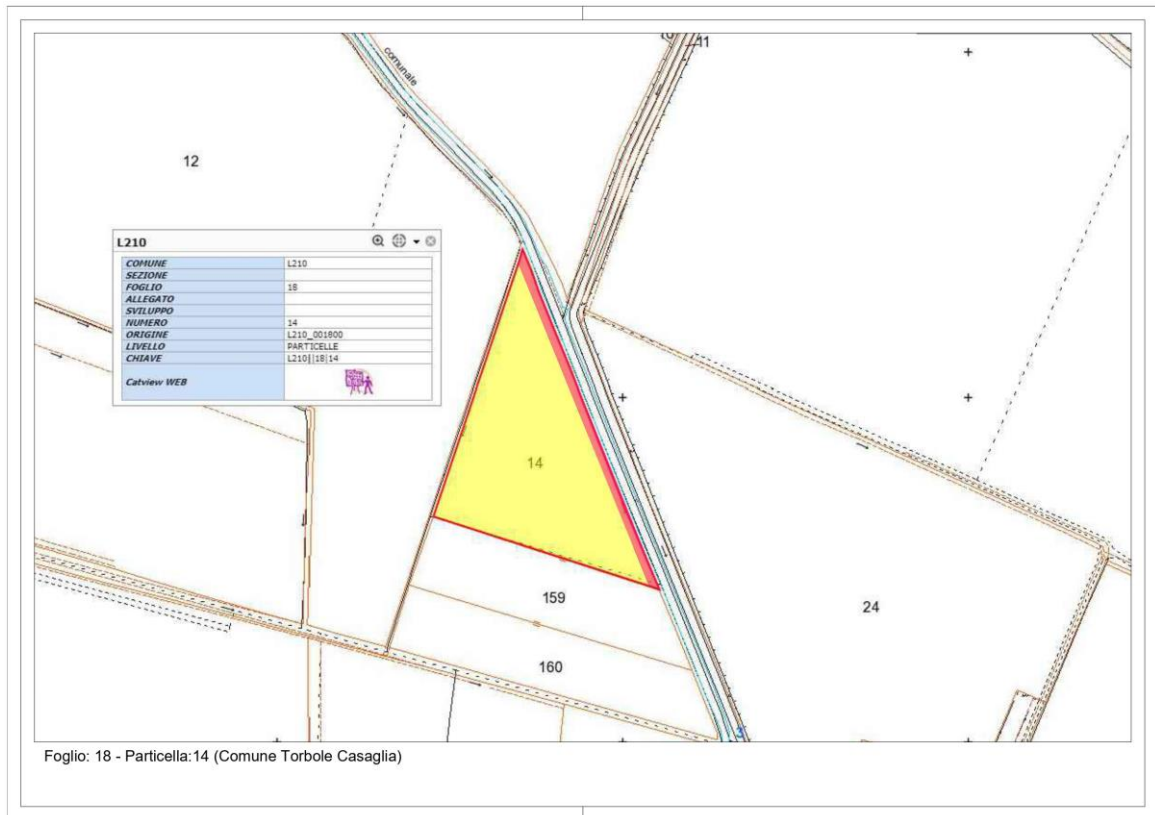 11
comunale
12
L210
COMUNE L210
SEZIONE
FOGLIO 18
ALLEGATO
SVILUPPO
NUMERO 14
ORIGINE L210_001800
LIVELLO PARTICELLE
CHIAVE L210||18|14
Catview WEB
14
159
24
160
3
Foglio: 18 - Particella:14 (Comune Torbole Casaglia)